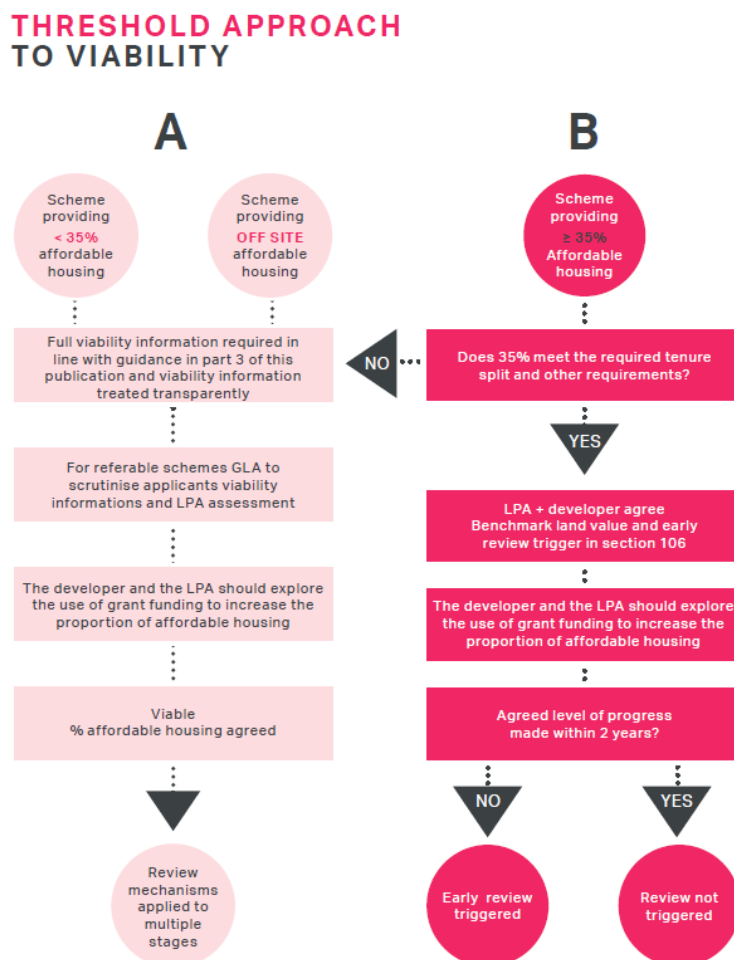 THRESHOLD APPROACH
TO VIABILITY
A
Scheme
providing
< 35%
affordable
housing
Scheme
providing
OFF SITE
affordable
housing
Full viability information required in
line with guidance in part 3 of this
publication and viability information
treated transparently
For referable schemes GLA to
scrutinise applicants viability
informations and LPA assessment
The developer and the LPA should explore
the use of grant funding to increase the
proportion of affordable housing
Viable
% affordable housing agreed
Review
mechanisms
applied to
multiple
stages
B
Scheme
providing
≥ 35%
Affordable
housing
Does 35% meet the required tenure
split and other requirements?
NO
YES
LPA + developer agree
Benchmark land value and early
review trigger in section 106
The developer and the LPA should explore
the use of grant funding to increase the
proportion of affordable housing
Agreed level of progress
made within 2 years?
NO
YES
Early review
triggered
Review not
triggered